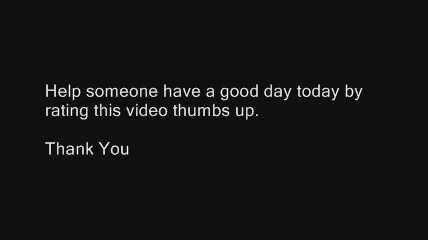 Help someone have a good day today by
rating this video thumbs up.
Thank You